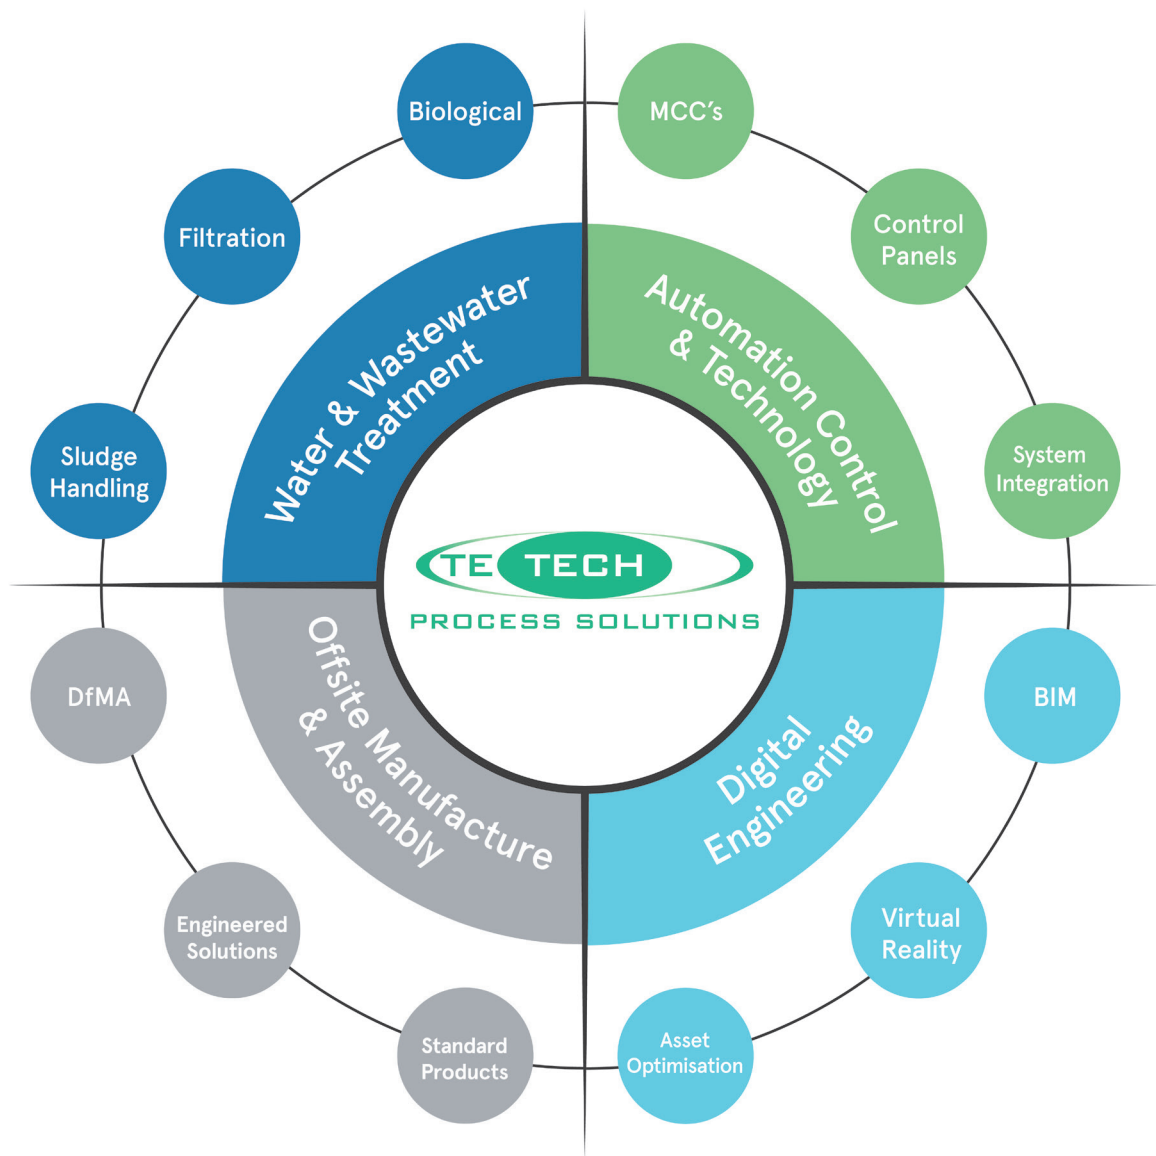 Biological
MCC's
Filtration
Control
Panels
Water & Wastewater
Treatment
Automation Control
& Technology
Sludge
Handling
System
Integration
TE TECH
PROCESS SOLUTIONS
DfMA
BIM
Offsite Manufacture
& Assembly
Digital
Engineering
Engineered
Solutions
Virtual
Reality
Standard
Products
Asset
Optimisation